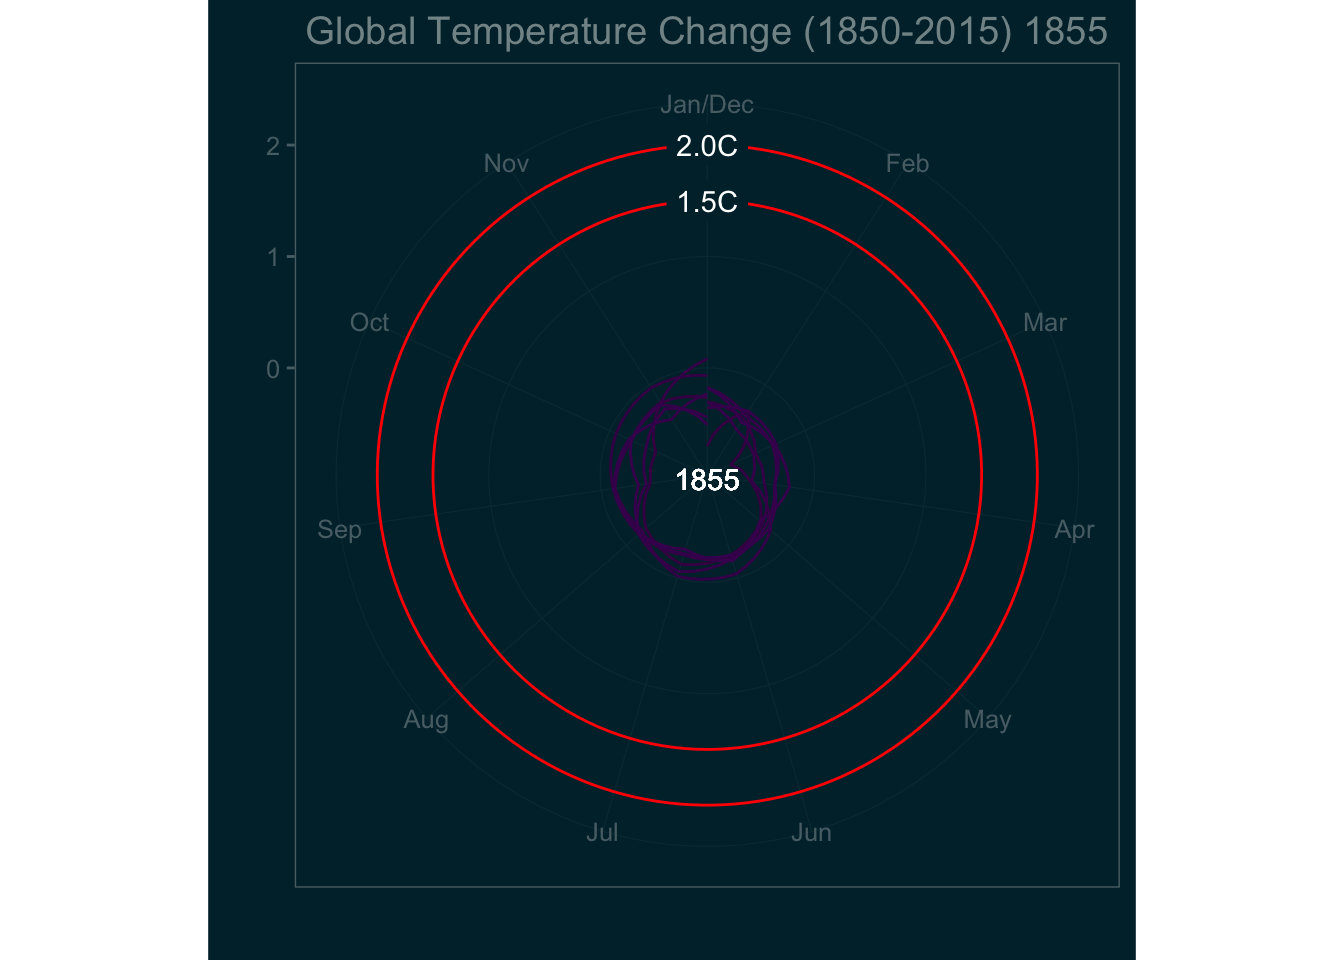 Global Temperature Change (1850-2015) 1855
Jan/Dec
2
2.0C
Nov
Feb
1.5C
1
Oct
Mar
0
1855
Sep
Apr
Aug
May
Jul
Jun